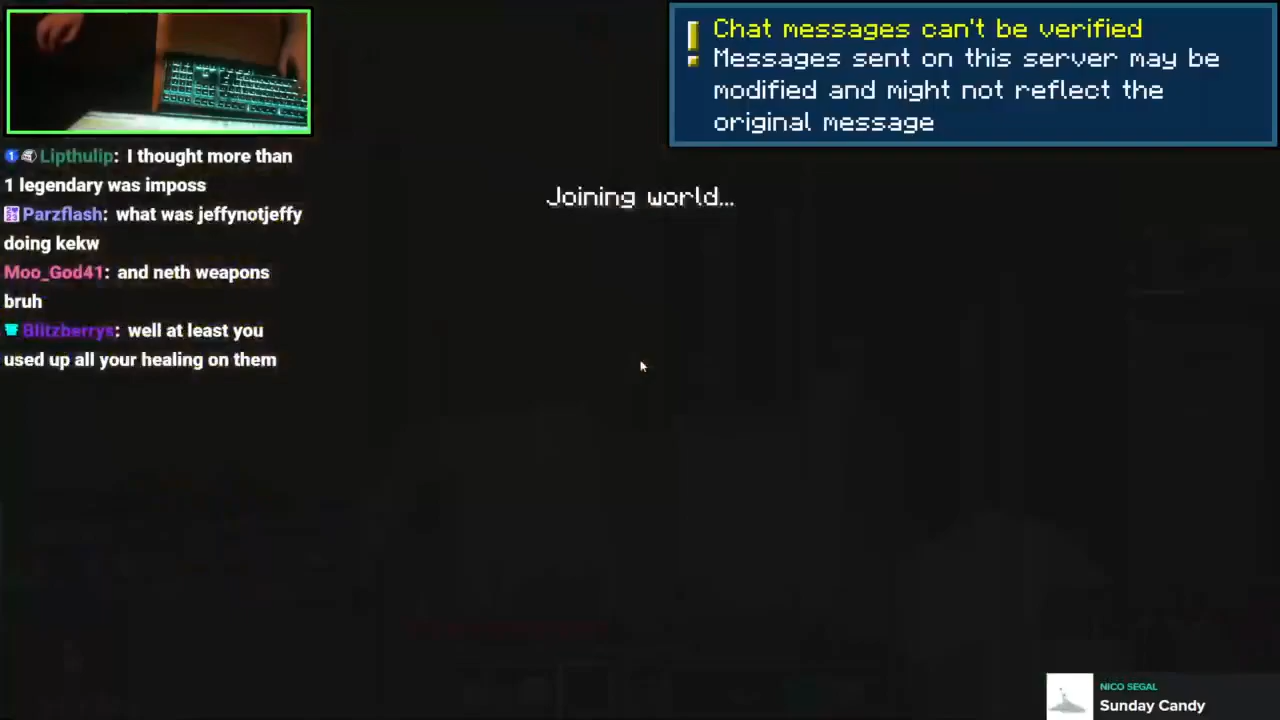 Chat messages can't be verified
Messages sent on this server may be
modified and might not reflect the
original message
Lipthulip: I thought more than
1 legendary was imposs
Parzflash: what was jeffynotjeffy
doing kekw
Moo_God41: and neth weapons
bruh
Blitzberrys: well at least you
used up all your healing on them
Joining world...
NICO SEGAL
Sunday Candy